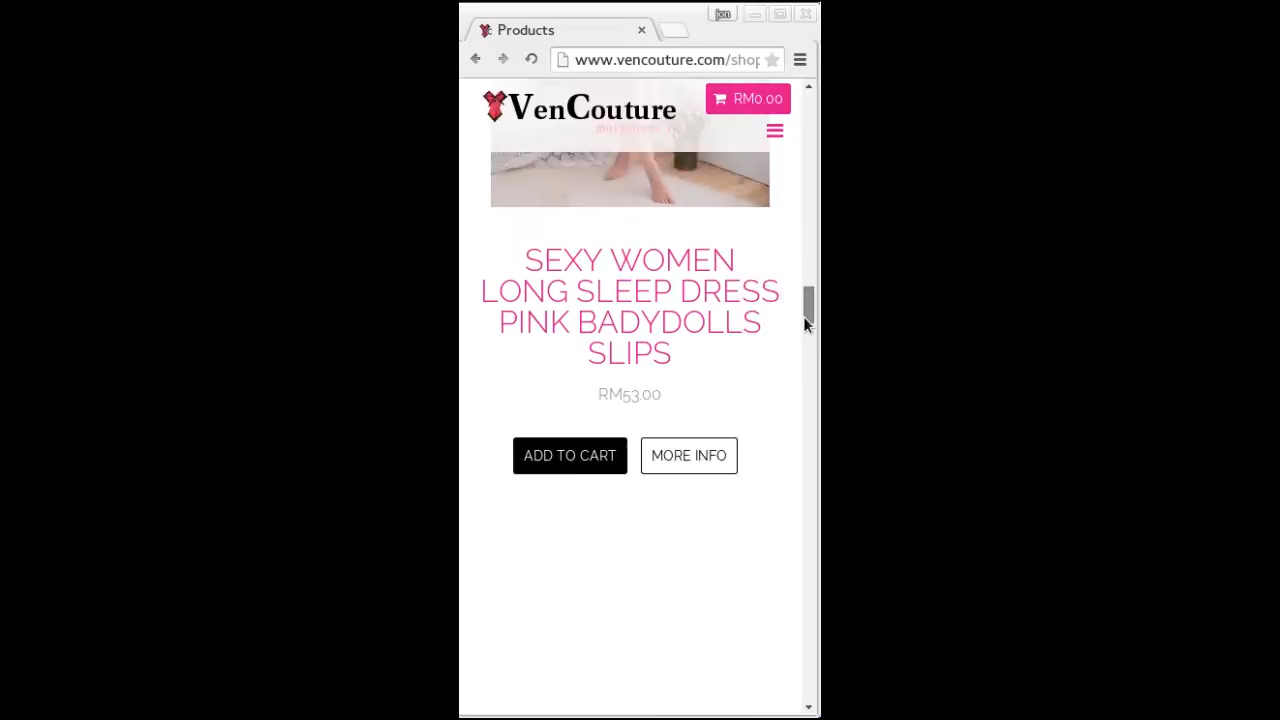 jon
Products
www.vencouture.com/shop
VenCouture
RM0.00
SEXY WOMEN
LONG SLEEP DRESS
PINK BADYDOLLS
SLIPS
RM53.00
ADD TO CART
MORE INFO